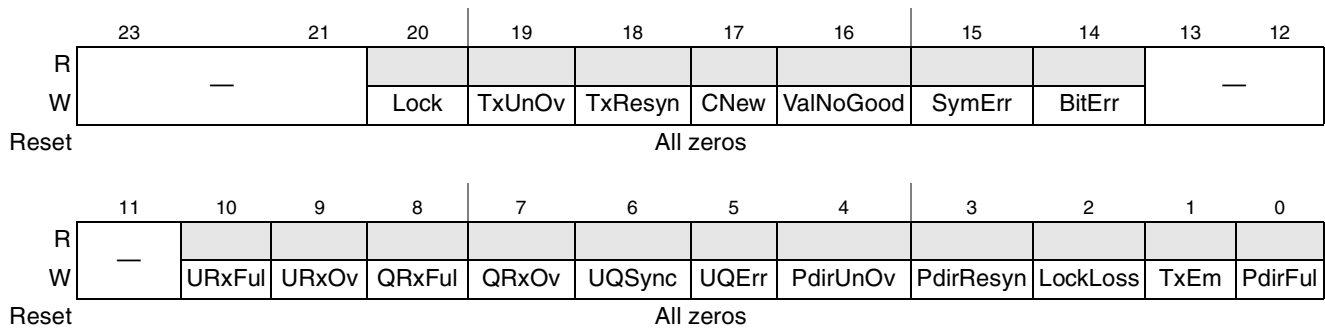 23 21 20 19 18 17 16 15 14 13 12
R
—
—
W Lock TxUnOv TxResyn CNew ValNoGood SymErr BitErr
Reset All zeros
11 10 9 8 7 6 5 4 3 2 1 0
R
—
W URxFul URxOv QRxFul QRxOv UQSync UQErr PdirUnOv PdirResyn LockLoss TxEm PdirFul
Reset All zeros